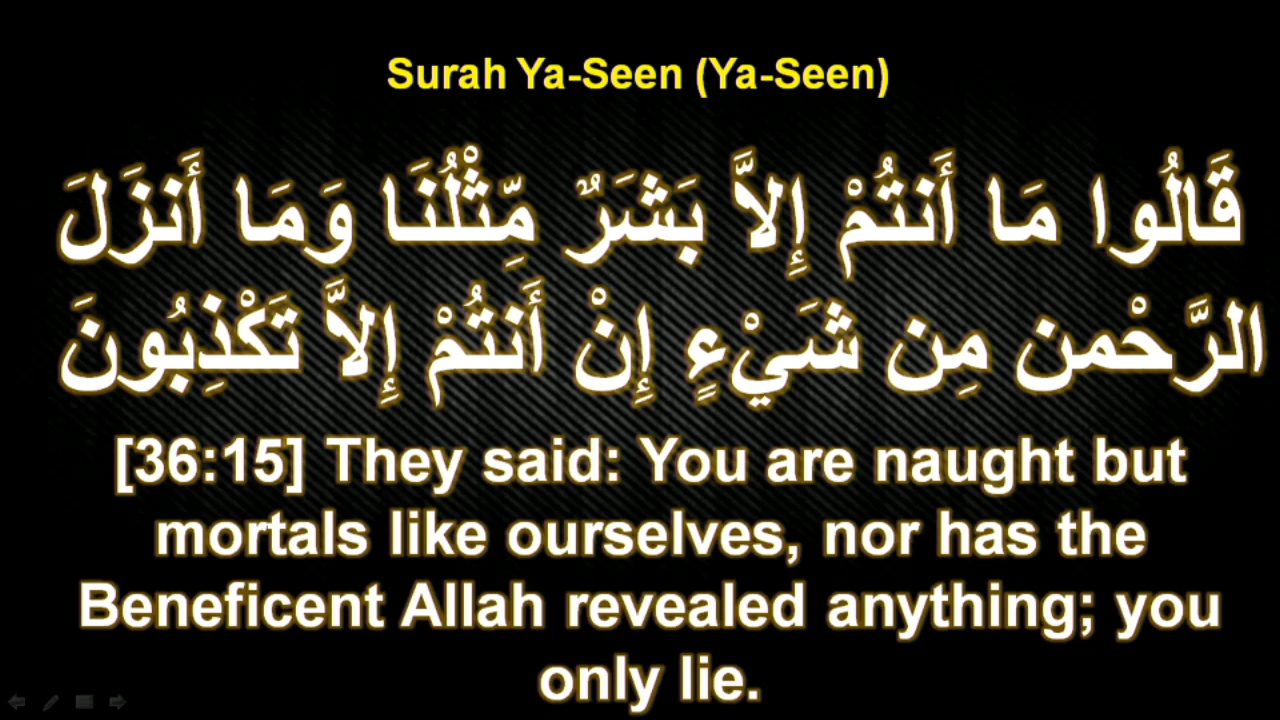 Surah Ya-Seen (Ya-Seen)
قَالُوا مَا أَنتُمْ إِلاَّ بَشَرٌ مِّثْلُنَا وَمَا أَنزَلَ
الرَّحْمن مِن شَيْءٍ إِنْ أَنتُمْ إِلاَّ تَكْذِبُونَ
[36:15] They said: You are naught but
mortals like ourselves, nor has the
Beneficent Allah revealed anything; you
only lie.